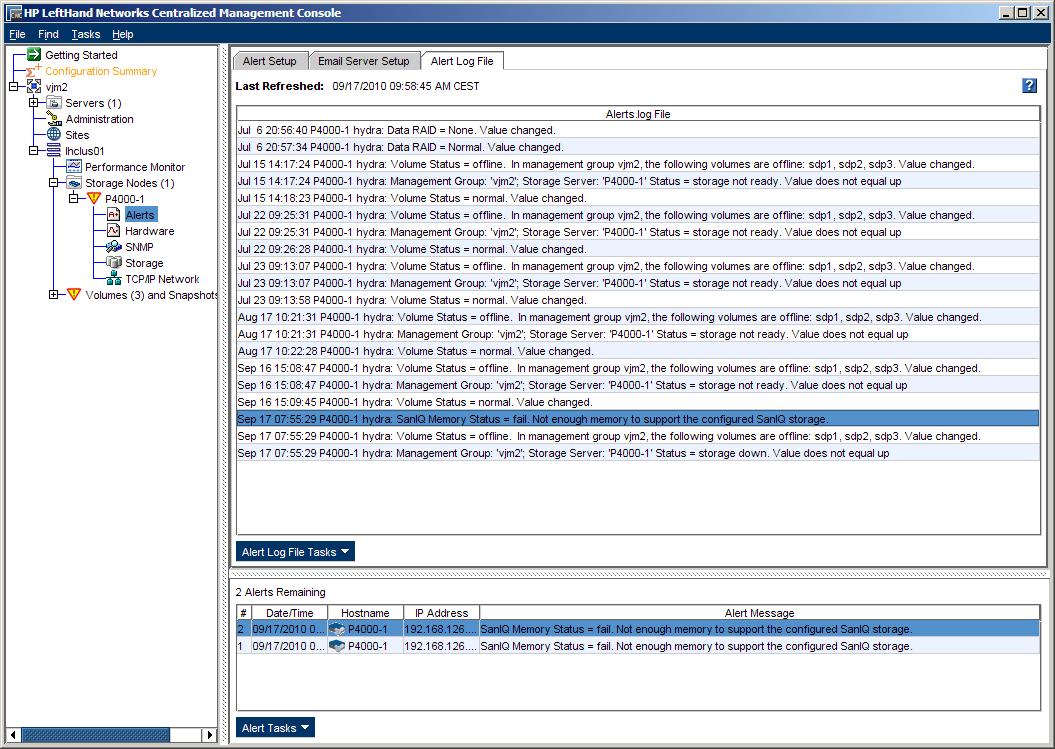 HP LeftHand Networks Centralized Management Console
File Find Tasks Help
Getting Started
Configuration Summary
vjm2
Servers (1)
Administration
Sites
lhclus01
Performance Monitor
Storage Nodes (1)
P4000-1
Alerts
Hardware
SNMP
Storage
TCP/IP Network
Volumes (3) and Snapshots
Alert Setup Email Server Setup Alert Log File
Last Refreshed: 09/17/2010 09:58:45 AM CEST
Alerts.log File
Jul 6 20:56:40 P4000-1 hydra: Data RAID = None. Value changed.
Jul 6 20:57:34 P4000-1 hydra: Data RAID = Normal. Value changed.
Jul 15 14:17:24 P4000-1 hydra: Volume Status = offline. In management group vjm2, the following volumes are offline: sdp1, sdp2, sdp3. Value changed.
Jul 15 14:17:24 P4000-1 hydra: Management Group: 'vjm2'; Storage Server: 'P4000-1' Status = storage not ready. Value does not equal up
Jul 15 14:18:23 P4000-1 hydra: Volume Status = normal. Value changed.
Jul 22 09:25:31 P4000-1 hydra: Volume Status = offline. In management group vjm2, the following volumes are offline: sdp1, sdp2, sdp3. Value changed.
Jul 22 09:25:31 P4000-1 hydra: Management Group: 'vjm2'; Storage Server: 'P4000-1' Status = storage not ready. Value does not equal up
Jul 22 09:26:28 P4000-1 hydra: Volume Status = normal. Value changed.
Jul 23 09:13:07 P4000-1 hydra: Volume Status = offline. In management group vjm2, the following volumes are offline: sdp1, sdp2, sdp3. Value changed.
Jul 23 09:13:07 P4000-1 hydra: Management Group: 'vjm2'; Storage Server: 'P4000-1' Status = storage not ready. Value does not equal up
Jul 23 09:13:58 P4000-1 hydra: Volume Status = normal. Value changed.
Aug 17 10:21:31 P4000-1 hydra: Volume Status = offline. In management group vjm2, the following volumes are offline: sdp1, sdp2, sdp3. Value changed.
Aug 17 10:21:31 P4000-1 hydra: Management Group: 'vjm2'; Storage Server: 'P4000-1' Status = storage not ready. Value does not equal up
Aug 17 10:22:28 P4000-1 hydra: Volume Status = normal. Value changed.
Sep 16 15:08:47 P4000-1 hydra: Volume Status = offline. In management group vjm2, the following volumes are offline: sdp1, sdp2, sdp3. Value changed.
Sep 16 15:08:47 P4000-1 hydra: Management Group: 'vjm2'; Storage Server: 'P4000-1' Status = storage not ready. Value does not equal up
Sep 16 15:09:45 P4000-1 hydra: Volume Status = normal. Value changed.
Sep 17 07:55:29 P4000-1 hydra: SanIQ Memory Status = fail. Not enough memory to support the configured SanIQ storage.
Sep 17 07:55:29 P4000-1 hydra: Volume Status = offline. In management group vjm2, the following volumes are offline: sdp1, sdp2, sdp3. Value changed.
Sep 17 07:55:29 P4000-1 hydra: Management Group: 'vjm2'; Storage Server: 'P4000-1' Status = storage down. Value does not equal up
Alert Log File Tasks
2 Alerts Remaining
# Date/Time Hostname IP Address Alert Message
2 09/17/2010 0... P4000-1 192.168.126.... SanIQ Memory Status = fail. Not enough memory to support the configured SanIQ storage.
1 09/17/2010 0... P4000-1 192.168.126.... SanIQ Memory Status = fail. Not enough memory to support the configured SanIQ storage.
Alert Tasks